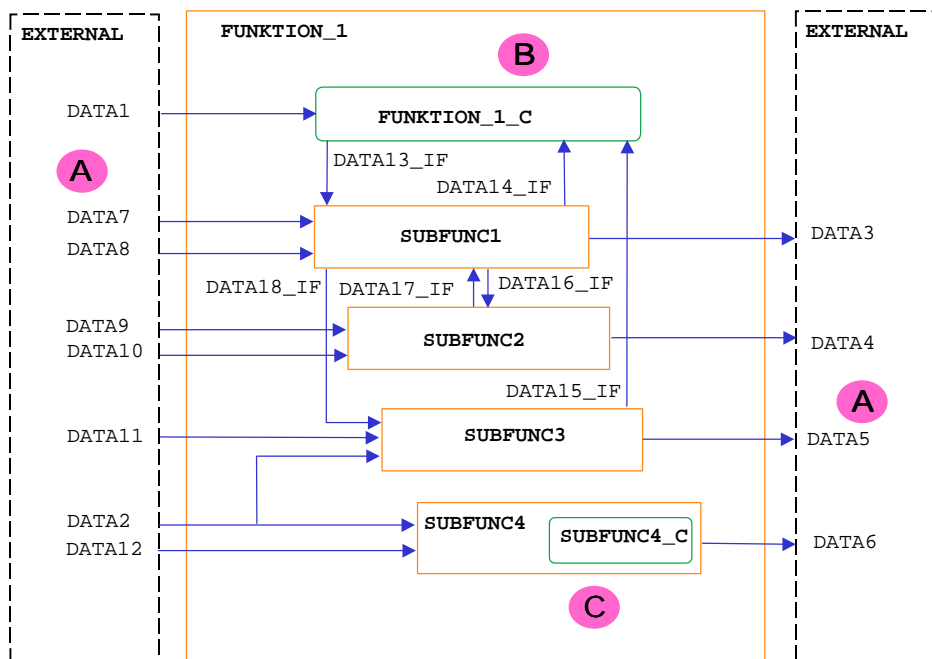 EXTERNAL
FUNKTION_1
EXTERNAL
B
DATA1
FUNKTION_1_C
DATA13_IF
A
DATA14_IF
DATA7
SUBFUNC1
DATA3
DATA8
DATA18_IF
DATA17_IF
DATA16_IF
DATA9
SUBFUNC2
DATA4
DATA10
DATA15_IF
A
DATA11
SUBFUNC3
DATA5
DATA2
SUBFUNC4
SUBFUNC4_C
DATA6
DATA12
C